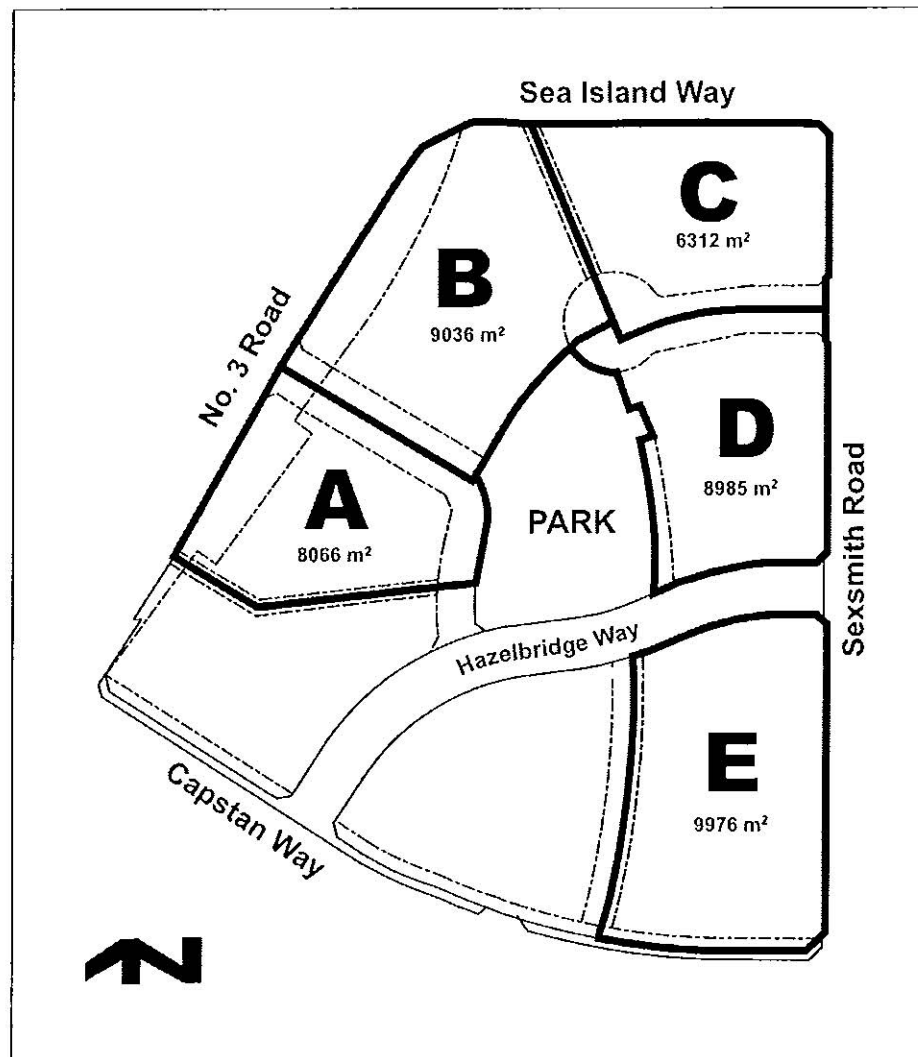 Sea Island Way
C
6312 m²
B
9036 m²
No. 3 Road
D
8985 m²
A
8066 m²
PARK
Sexsmith Road
Hazelbridge Way
E
9976 m²
Capstan Way
N